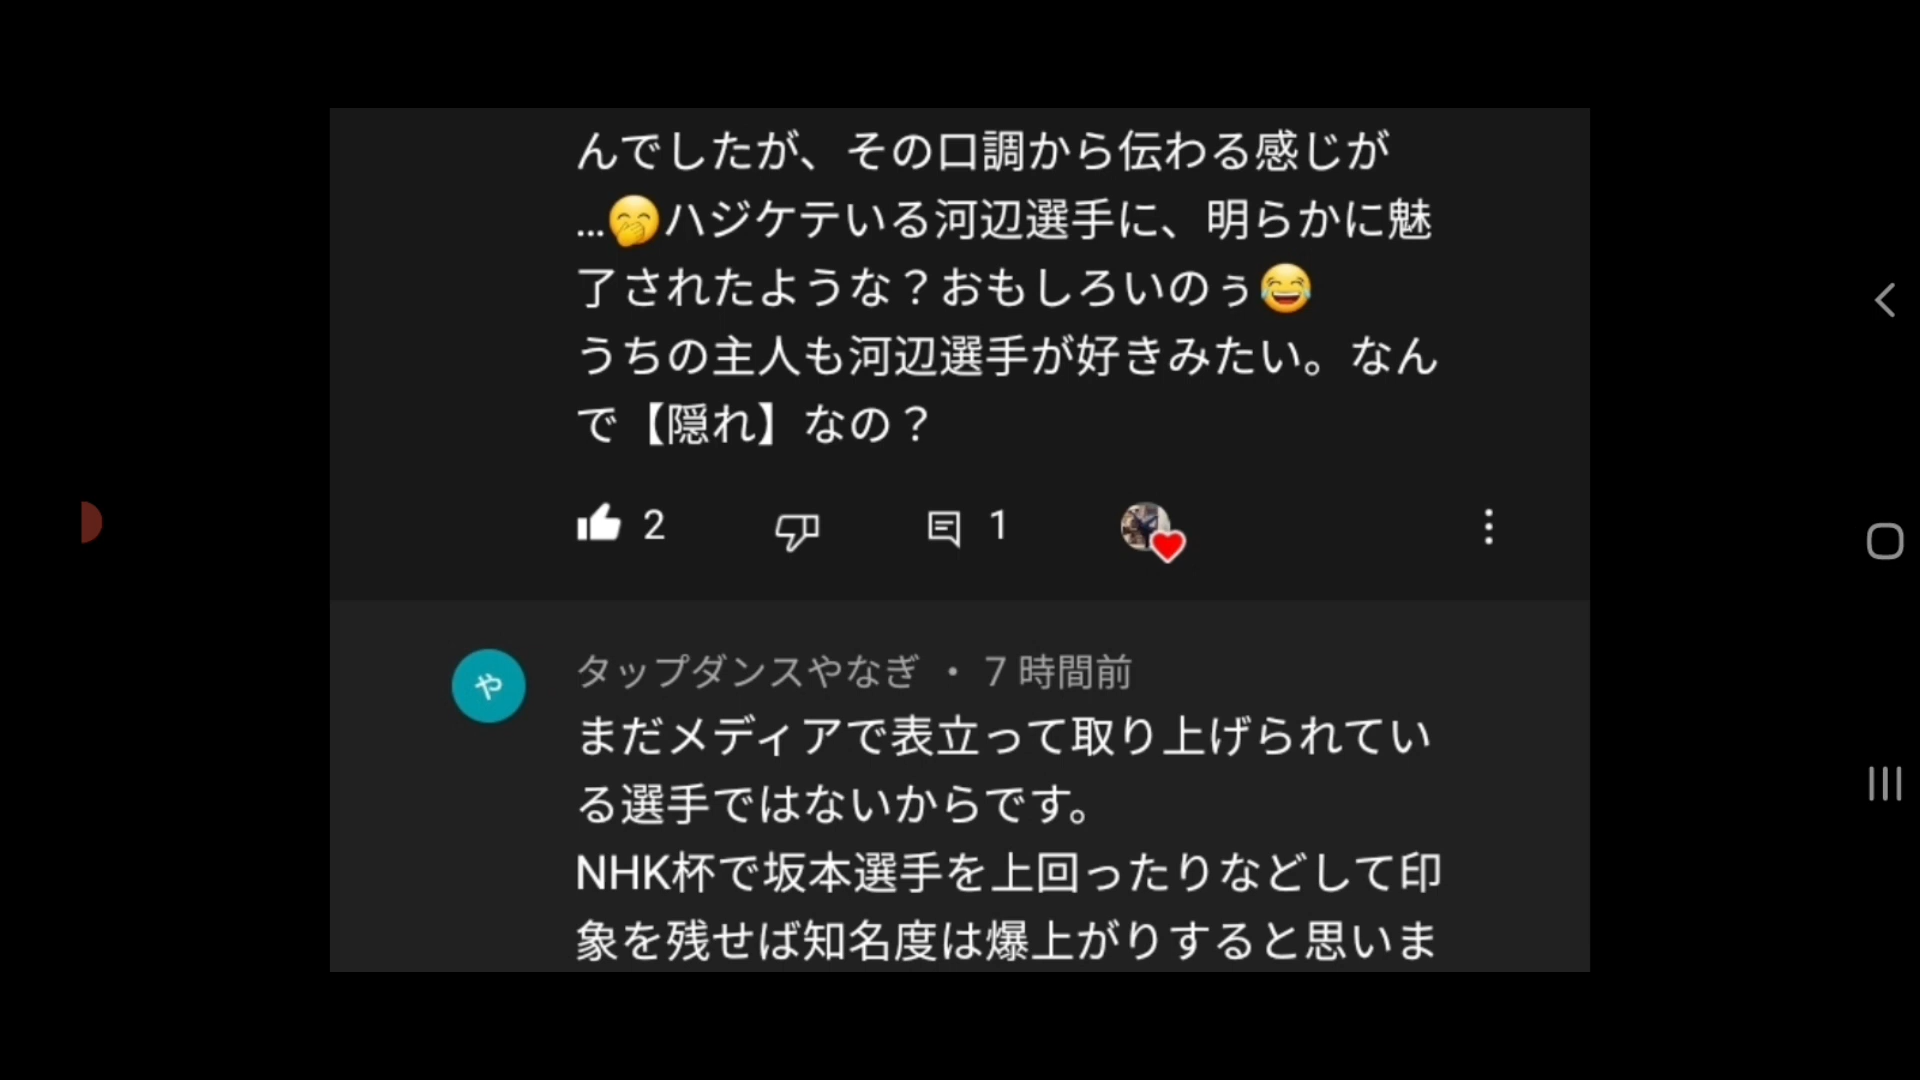 んでしたが、その口調から伝わる感じが
…🤭ハジケテいる河辺選手に、明らかに魅
了されたような？おもしろいのぅ😂
うちの主人も河辺選手が好きみたい。なん
で【隠れ】なの？
2 1
や
タップダンスやなぎ ・ 7 時間前
まだメディアで表立って取り上げられてい
る選手ではないからです。
NHK杯で坂本選手を上回ったりなどして印
象を残せば知名度は爆上がりすると思いま